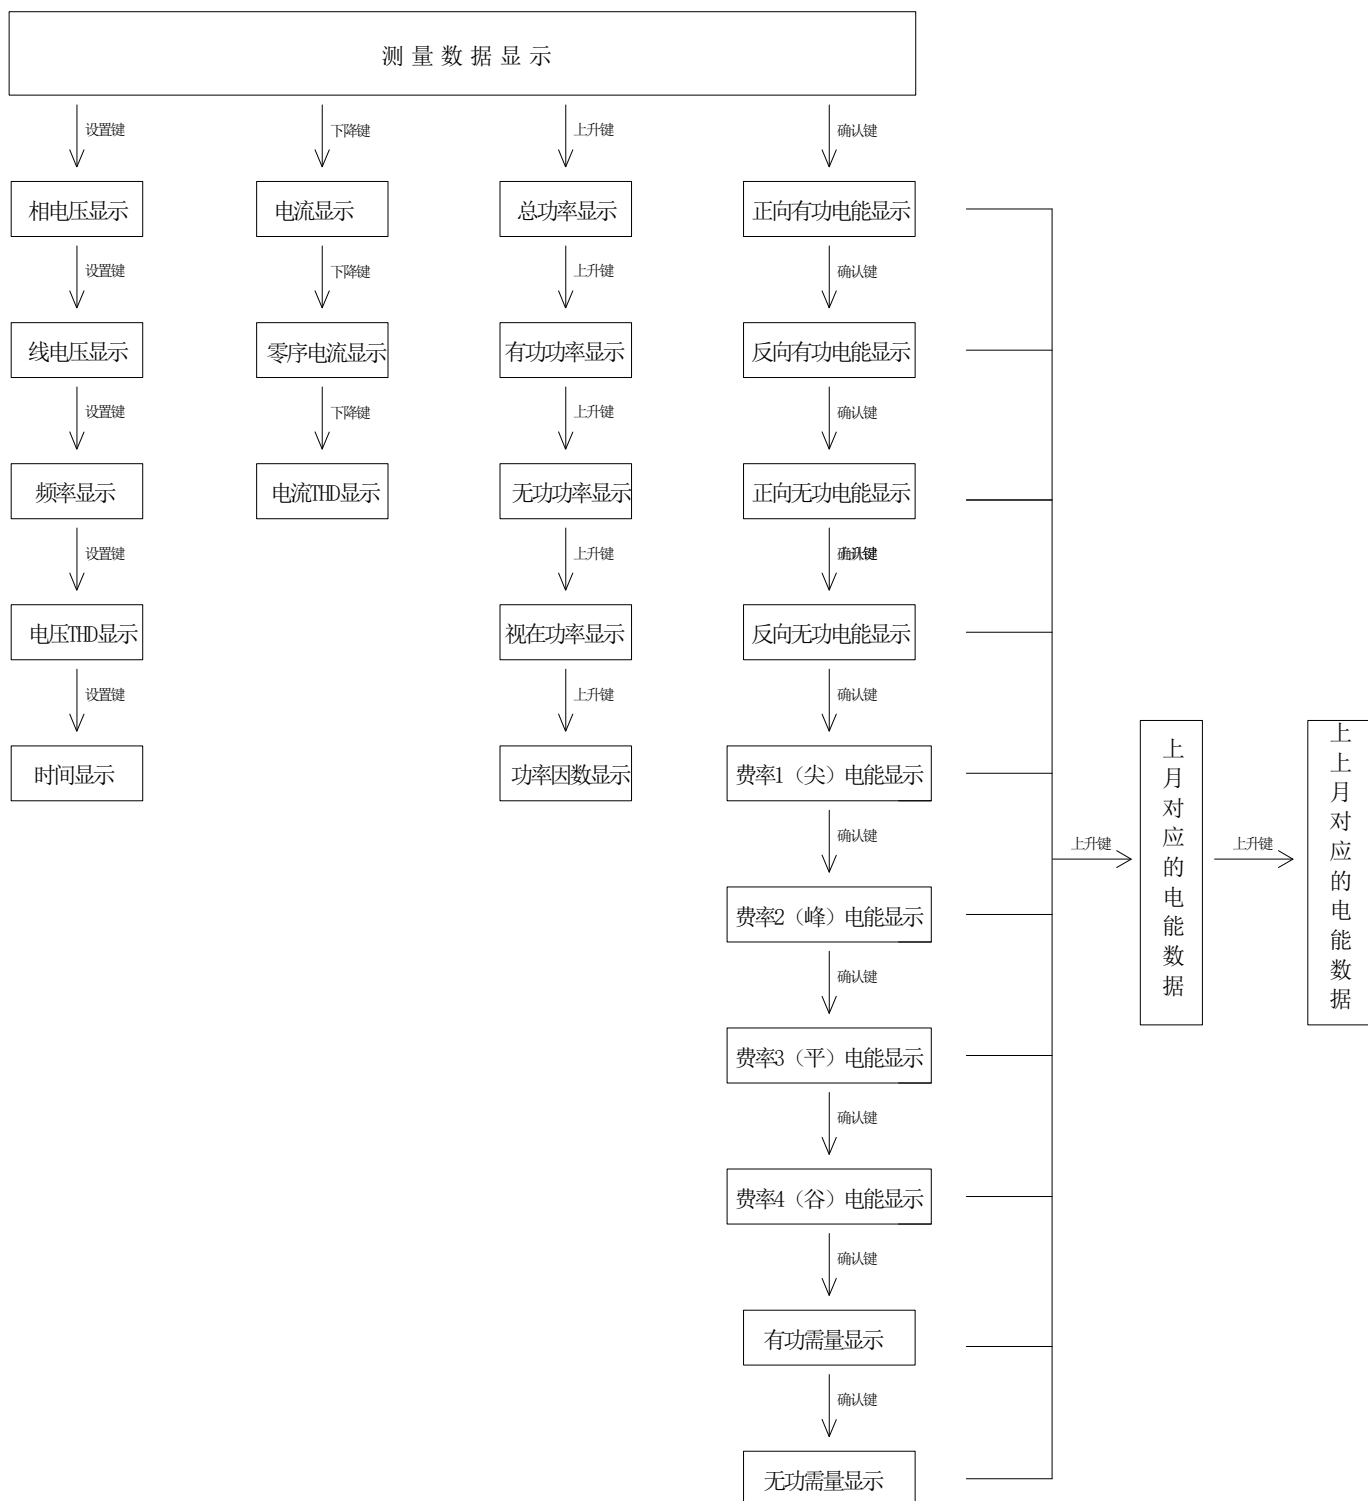 测量数据显示
设置键
下降键
上升键
确认键
相电压显示
电流显示
总功率显示
正向有功电能显示
设置键
下降键
上升键
确认键
线电压显示
零序电流显示
有功功率显示
反向有功电能显示
设置键
下降键
上升键
确认键
频率显示
电流THD显示
无功功率显示
正向无功电能显示
设置键
上升键
电压THD显示
视在功率显示
反向无功电能显示
设置键
上升键
确认键
时间显示
功率因数显示
费率1（尖）电能显示
确认键
上升键
上月对应的电能数据
上升键
上上月对应的电能数据
费率2（峰）电能显示
确认键
费率3（平）电能显示
确认键
费率4（谷）电能显示
确认键
有功需量显示
确认键
无功需量显示